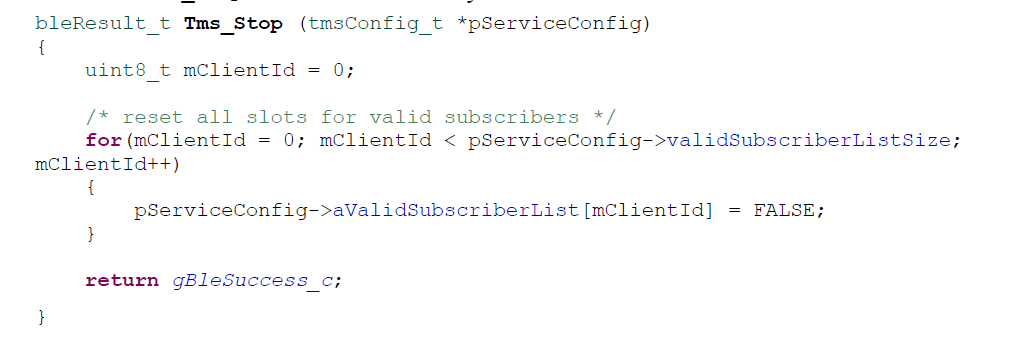 bleResult_t Tms_Stop (tmsConfig_t *pServiceConfig)
{
uint8_t mClientId = 0;
/* reset all slots for valid subscribers */
for(mClientId = 0; mClientId < pServiceConfig->validSubscriberListSize;
mClientId++)
{
pServiceConfig->aValidSubscriberList[mClientId] = FALSE;
}
return gBleSuccess_c;
}